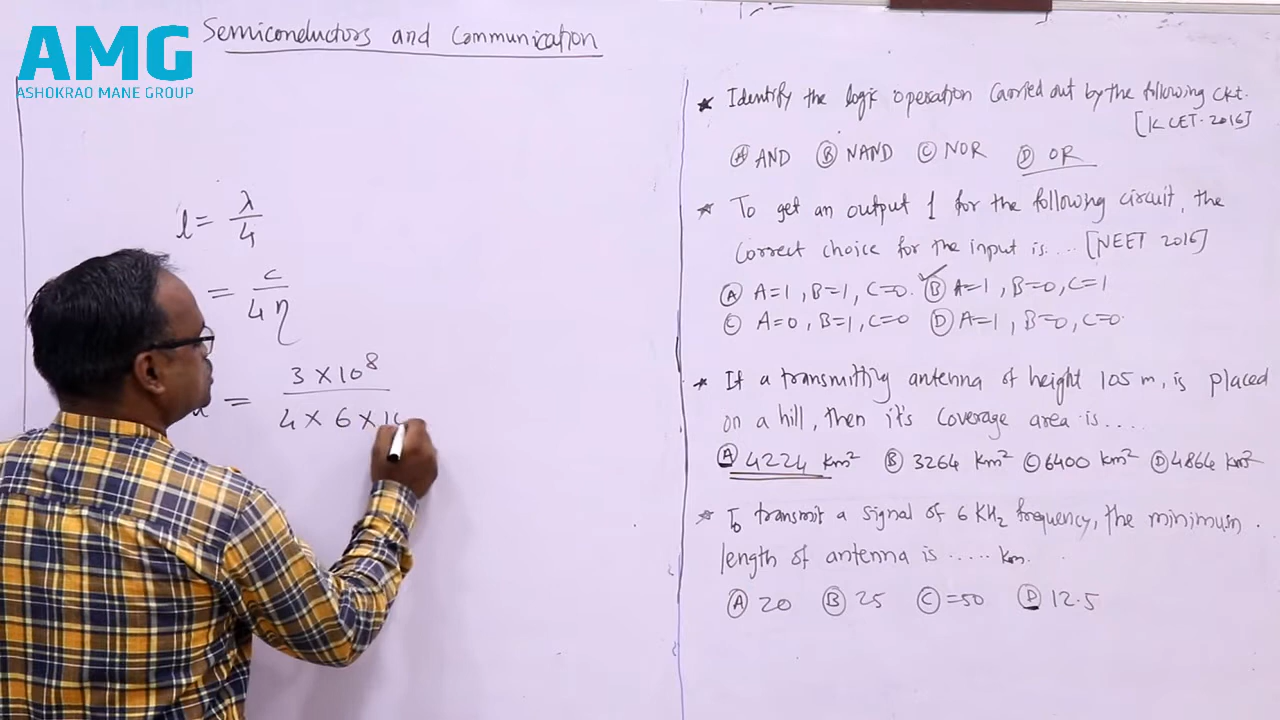 AMG
ASHOKRAO MANE GROUP
Semiconductors and Communication
l = λ/4
= c/4η
= 3 × 10⁸ / 4 × 6 × 10
* Identify the logic operation carried out by the following ckt.
[KCET-2016]
Ⓐ AND Ⓑ NAND Ⓒ NOR Ⓓ OR
* To get an output 1 for the following circuit, the
correct choice for the input is.... [NEET 2016]
Ⓐ A=1, B=1, C=0. Ⓑ A=1, B=0, C=1
Ⓒ A=0, B=1, C=0 Ⓓ A=1, B=0, C=0.
* If a transmitting antenna of height 105 m, is placed
on a hill, then it's coverage area is.....
Ⓐ 4224 Km² Ⓑ 3264 Km² Ⓒ 6400 Km² Ⓓ 4864 Km²
* To transmit a signal of 6 KHz frequency, the minimum
length of antenna is ..... Km.
Ⓐ 20 Ⓑ 25 Ⓒ =50 Ⓓ 12.5